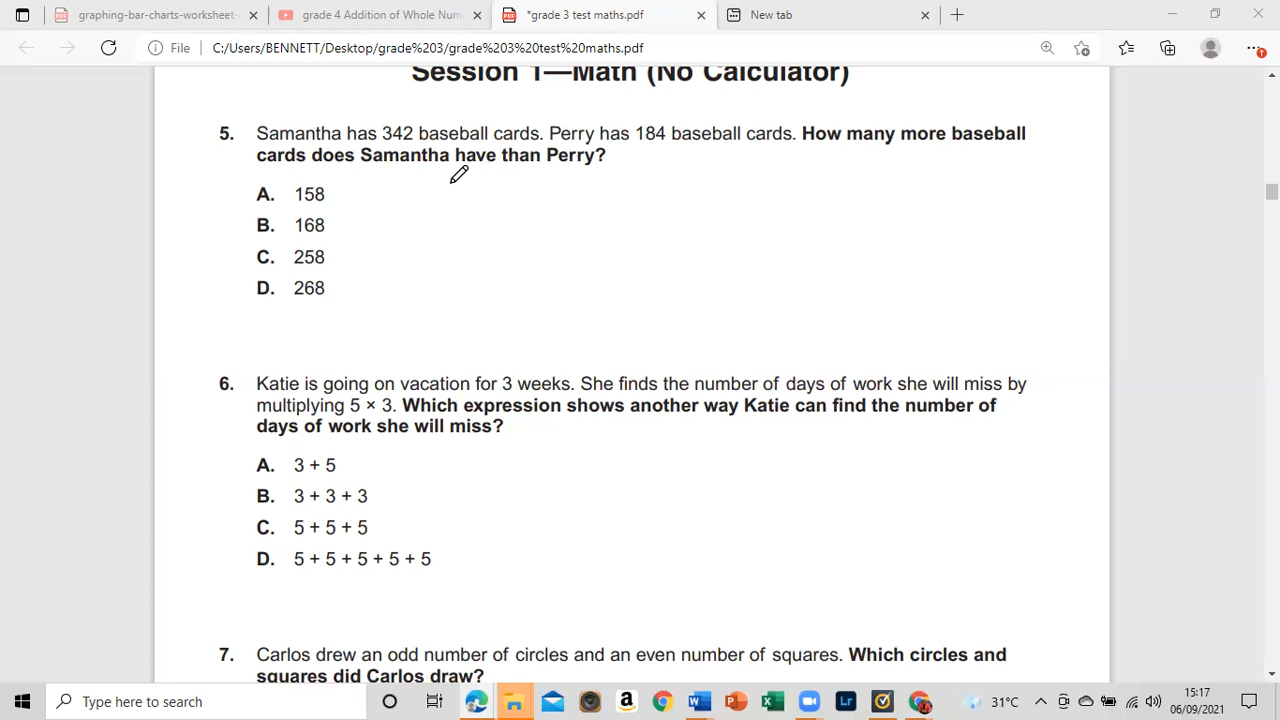 graphing-bar-charts-worksheet-
grade 4 Addition of Whole Num
*grade 3 test maths.pdf
New tab
File C:/Users/BENNETT/Desktop/grade%203/grade%203%20test%20maths.pdf
Session 1—Math (No Calculator)
5. Samantha has 342 baseball cards. Perry has 184 baseball cards. How many more baseball
cards does Samantha have than Perry?
A. 158
B. 168
C. 258
D. 268
6. Katie is going on vacation for 3 weeks. She finds the number of days of work she will miss by
multiplying 5 × 3. Which expression shows another way Katie can find the number of
days of work she will miss?
A. 3 + 5
B. 3 + 3 + 3
C. 5 + 5 + 5
D. 5 + 5 + 5 + 5 + 5
7. Carlos drew an odd number of circles and an even number of squares. Which circles and
squares did Carlos draw?
Type here to search
31°C
15:17
06/09/2021